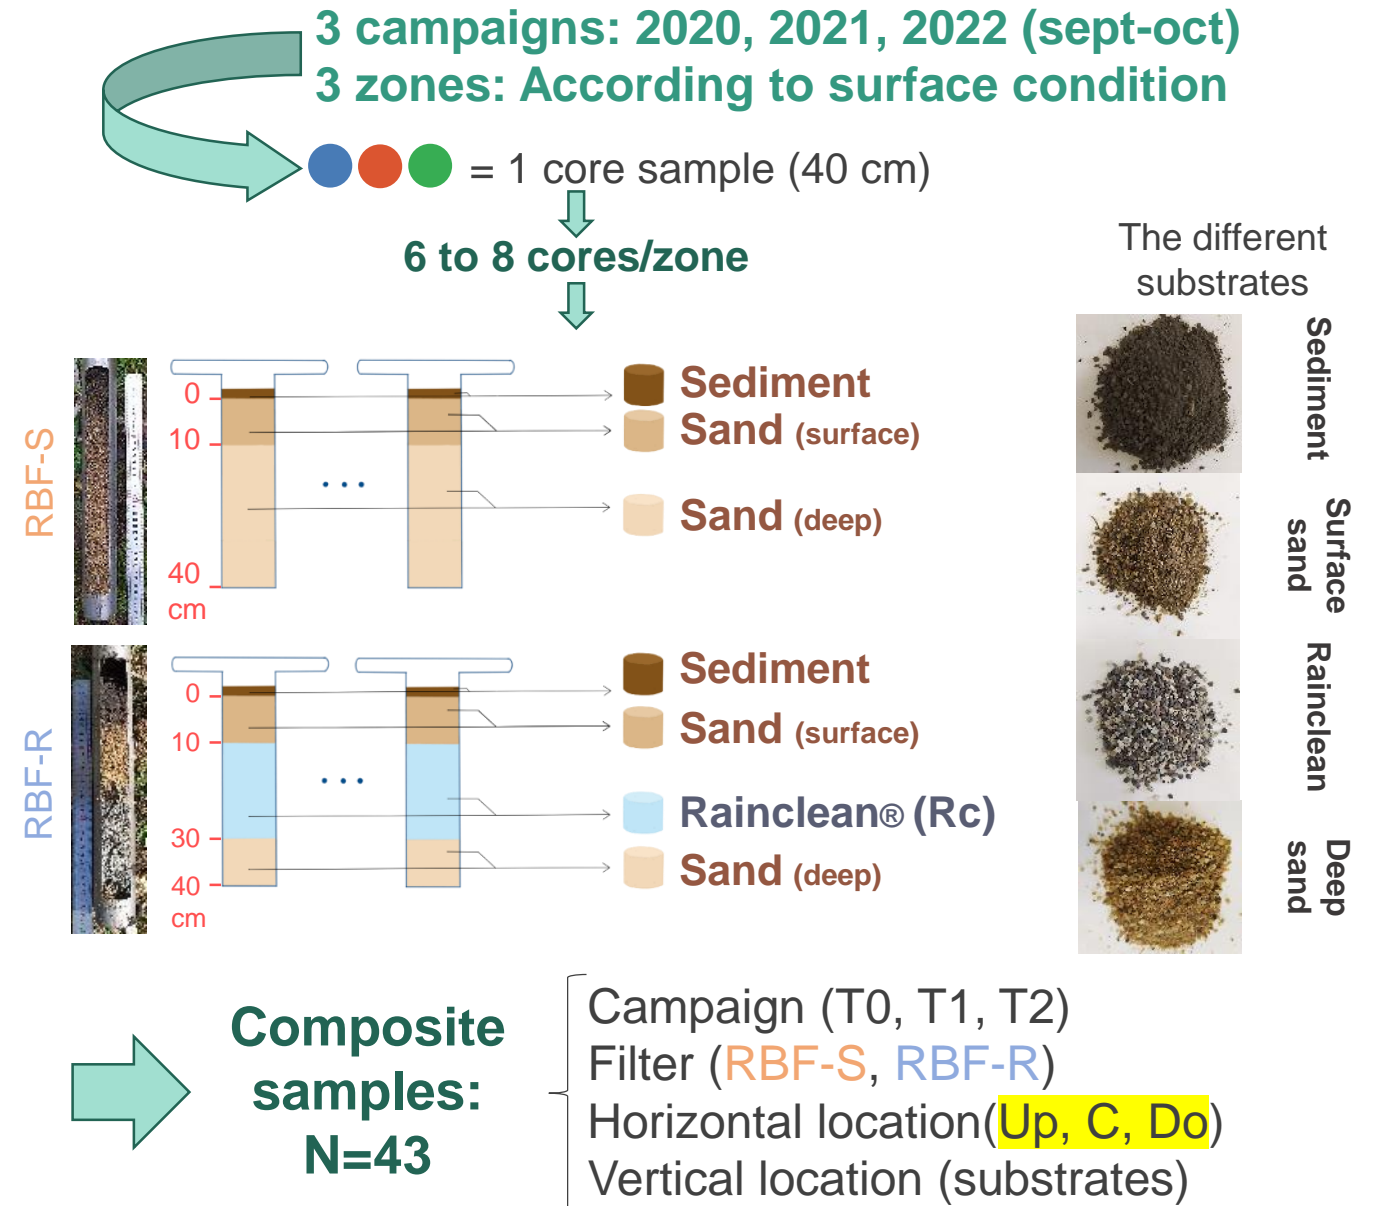 3 campaigns: 2020, 2021, 2022 (sept-oct)
3 zones: According to surface condition
= 1 core sample (40 cm)
6 to 8 cores/zone
The different
substrates
RBF-S
0
10
40
cm
Sediment
Sand (surface)
Sand (deep)
RBF-R
0
10
30
40
cm
Sediment
Sand (surface)
Rainclean® (Rc)
Sand (deep)
Sediment
Surface
sand
Rainclean
Deep
sand
Composite
samples:
N=43
Campaign (T0, T1, T2)
Filter (RBF-S, RBF-R)
Horizontal location(Up, C, Do)
Vertical location (substrates)